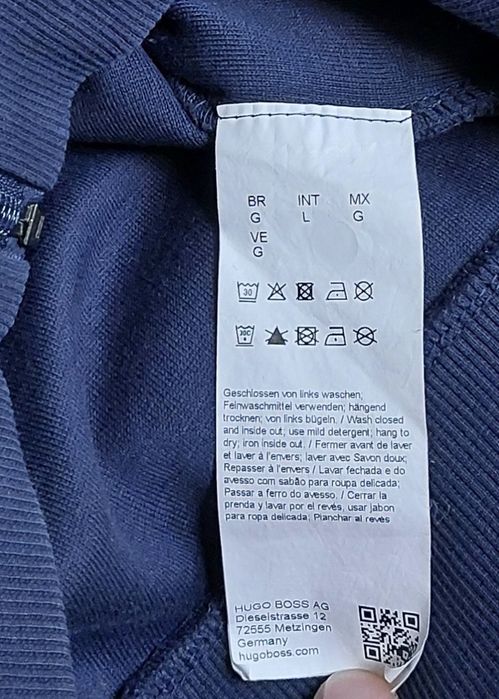 BR INT MX
G L G
VE
G
30
30C
Geschlossen von links waschen;
Feinwaschmittel verwenden; hängend
trocknen; von links bügeln. / Wash closed
and inside out; use mild detergent; hang to
dry; iron inside out. / Fermer avant de laver
et laver à l'envers; laver avec Savon doux;
Repasser à l'envers / Lavar fechada e do
avesso com sabão para roupa delicada;
Passar a ferro do avesso. / Cerrar la
prenda y lavar por el revés, usar jabon
para ropa delicada; Planchar al revés
HUGO BOSS AG
Dieselstrasse 12
72555 Metzingen
Germany
hugoboss.com